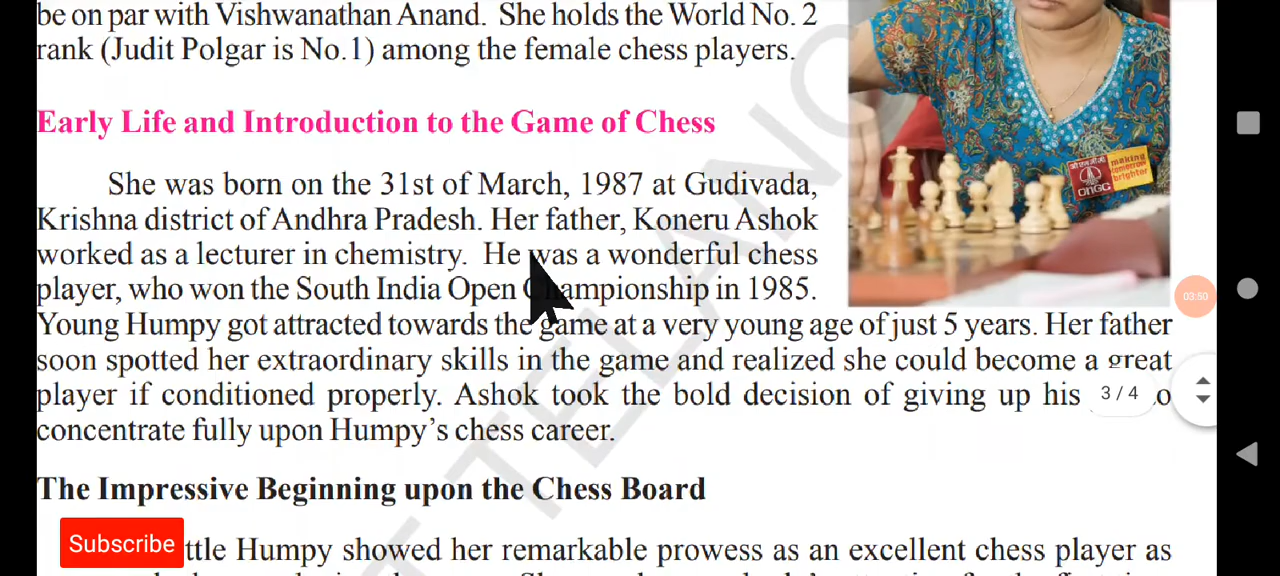 be on par with Vishwanathan Anand. She holds the World No. 2
rank (Judit Polgar is No.1) among the female chess players.
Early Life and Introduction to the Game of Chess
She was born on the 31st of March, 1987 at Gudivada,
Krishna district of Andhra Pradesh. Her father, Koneru Ashok
worked as a lecturer in chemistry. He was a wonderful chess
player, who won the South India Open Championship in 1985.
Young Humpy got attracted towards the game at a very young age of just 5 years. Her father
soon spotted her extraordinary skills in the game and realized she could become a great
player if conditioned properly. Ashok took the bold decision of giving up his
concentrate fully upon Humpy's chess career.
The Impressive Beginning upon the Chess Board
ttle Humpy showed her remarkable prowess as an excellent chess player as
making
tomorrow
brighter
ONGC
03:50
3 / 4
Subscribe